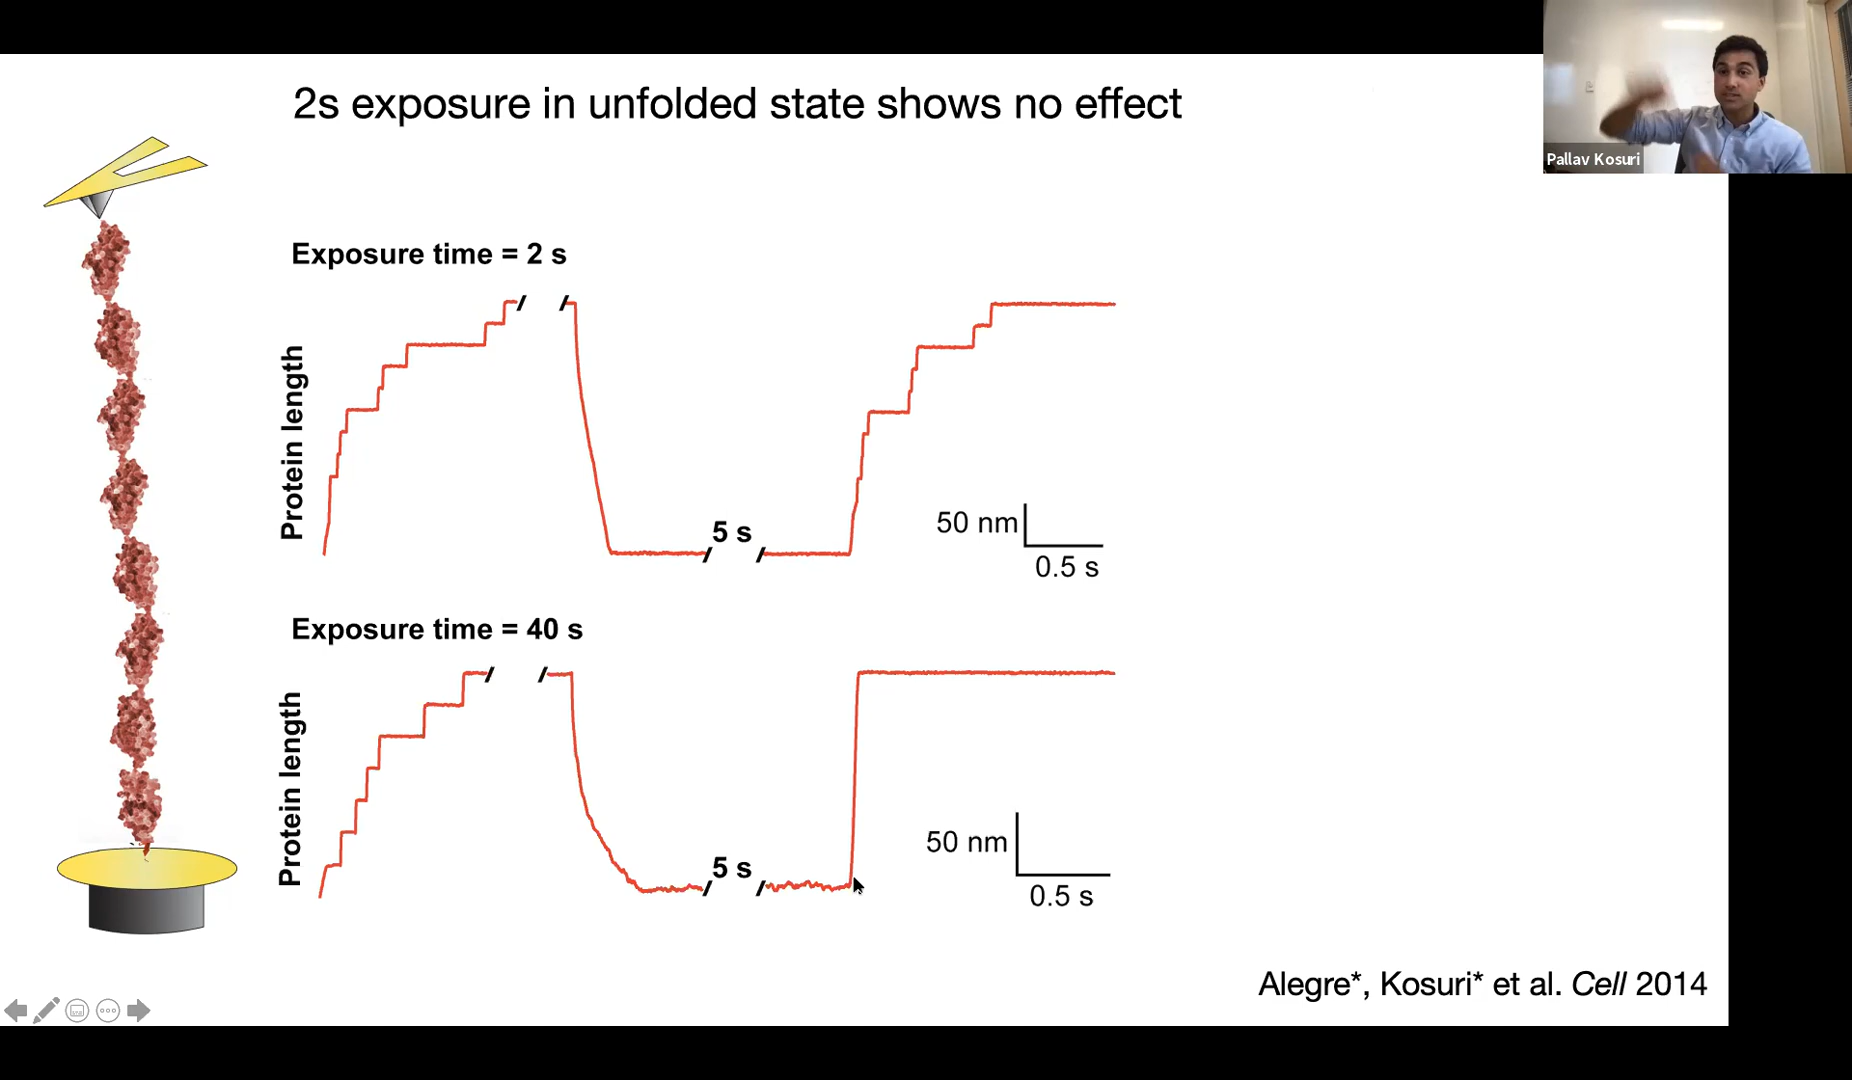 2s exposure in unfolded state shows no effect
Pallav Kosuri
Exposure time = 2 s
Protein length
5 s
50 nm
0.5 s
Exposure time = 40 s
Protein length
5 s
50 nm
0.5 s
Alegre*, Kosuri* et al. Cell 2014